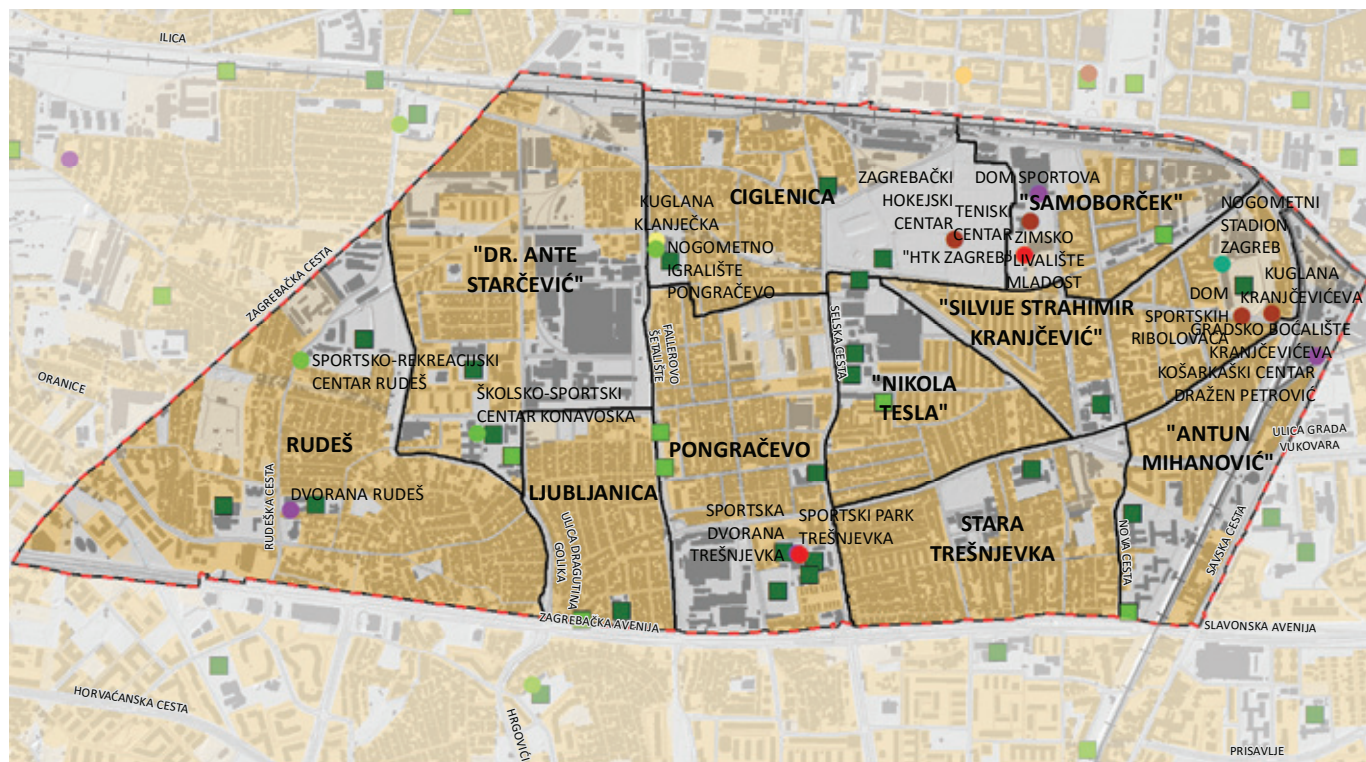 ILICA
ZAGREBAČKA CESTA
ORANICE
"DR. ANTE
STARČEVIĆ"
KUGLANA
KLANJEČKA
NOGOMETNO
IGRALIŠTE
PONGRAČEVO
CIGLENICA
ZAGREBAČKI
HOKEJSKI
CENTAR
DOM SPORTOVA
"SAMOBORČEK"
TENISKI
CENTAR
"HTK ZAGREB"
ZIMSKO
PLIVALIŠTE
MLADOST
NOGOMETNI
STADION
ZAGREB
KUGLANA
KRANJČEVIĆEVA
DOM
SPORTSKIH
RIBOLOVACA
GRADSKO BOĆALIŠTE
KRANJČEVIĆEVA
KOŠARKAŠKI CENTAR
DRAŽEN PETROVIĆ
"SILVIJE STRAHIMIR
KRANJČEVIĆ"
SELSKA CESTA
FALLEROVO
ŠETALIŠTE
SPORTSKO-REKREACIJSKI
CENTAR RUDEŠ
ŠKOLSKO-SPORTSKI
CENTAR KONAVOSKA
"NIKOLA
TESLA"
RUDEŠ
PONGRAČEVO
"ANTUN
MIHANOVIĆ"
ULICA GRADA
VUKOVARA
RUDEŠKA CESTA
DVORANA RUDEŠ
LJUBLJANICA
ULICA DRAGUTINA
GOLIKA
SPORTSKA
DVORANA
TREŠNJEVKA
SPORTSKI PARK
TREŠNJEVKA
STARA
TREŠNJEVKA
NOVA CESTA
SAVSKA CESTA
ZAGREBAČKA AVENIJA
SLAVONSKA AVENIJA
HORVAĆANSKA CESTA
HRGOVIĆI
PRISAVLJE